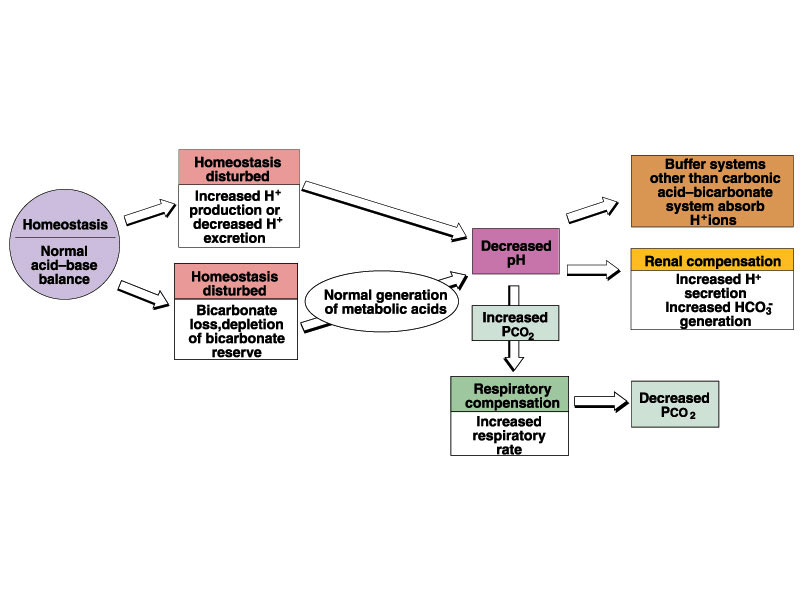 Homeostasis
Normal
acid–base
balance
Homeostasis
disturbed
Increased H⁺
production or
decreased H⁺
excretion
Homeostasis
disturbed
Bicarbonate
loss,depletion
of bicarbonate
reserve
Normal generation
of metabolic acids
Decreased
pH
Increased
PCO₂
Respiratory
compensation
Increased
respiratory
rate
Buffer systems
other than carbonic
acid–bicarbonate
system absorb
H⁺ions
Renal compensation
Increased H⁺
secretion
Increased HCO₃⁻
generation
Decreased
PCO₂